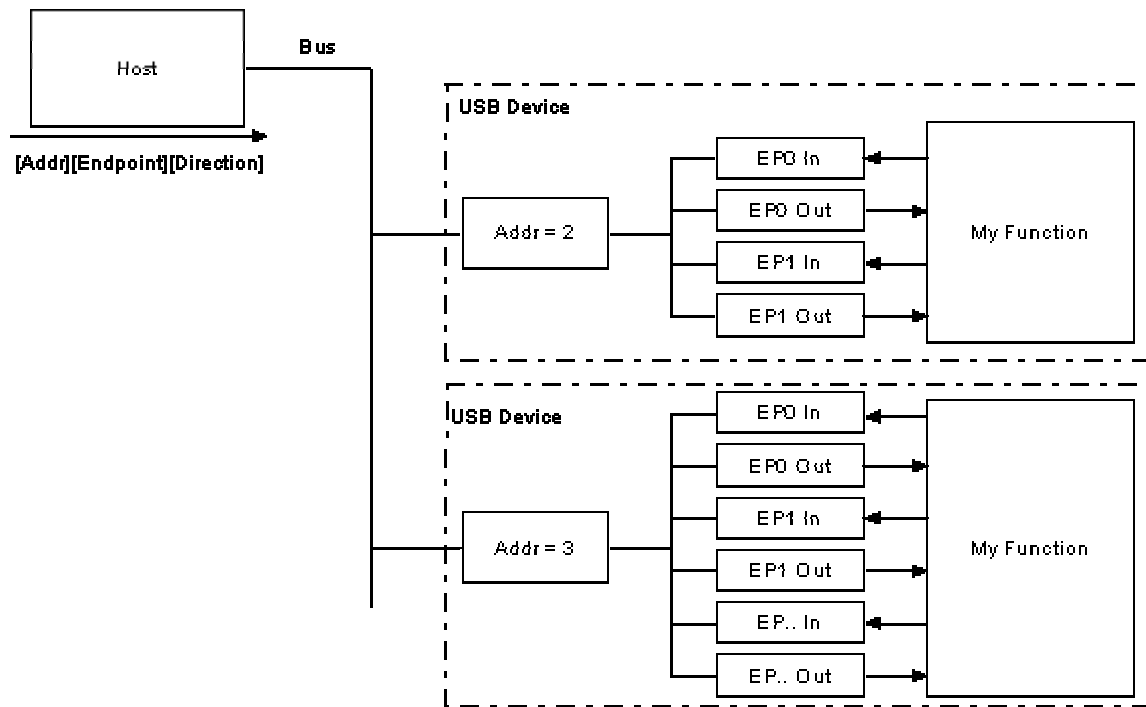 Host
Bus
[Addr][Endpoint][Direction]
USB Device
Addr = 2
EP0 In
EP0 Out
EP1 In
EP1 Out
My Function
USB Device
Addr = 3
EP0 In
EP0 Out
EP1 In
EP1 Out
EP.. In
EP.. Out
My Function